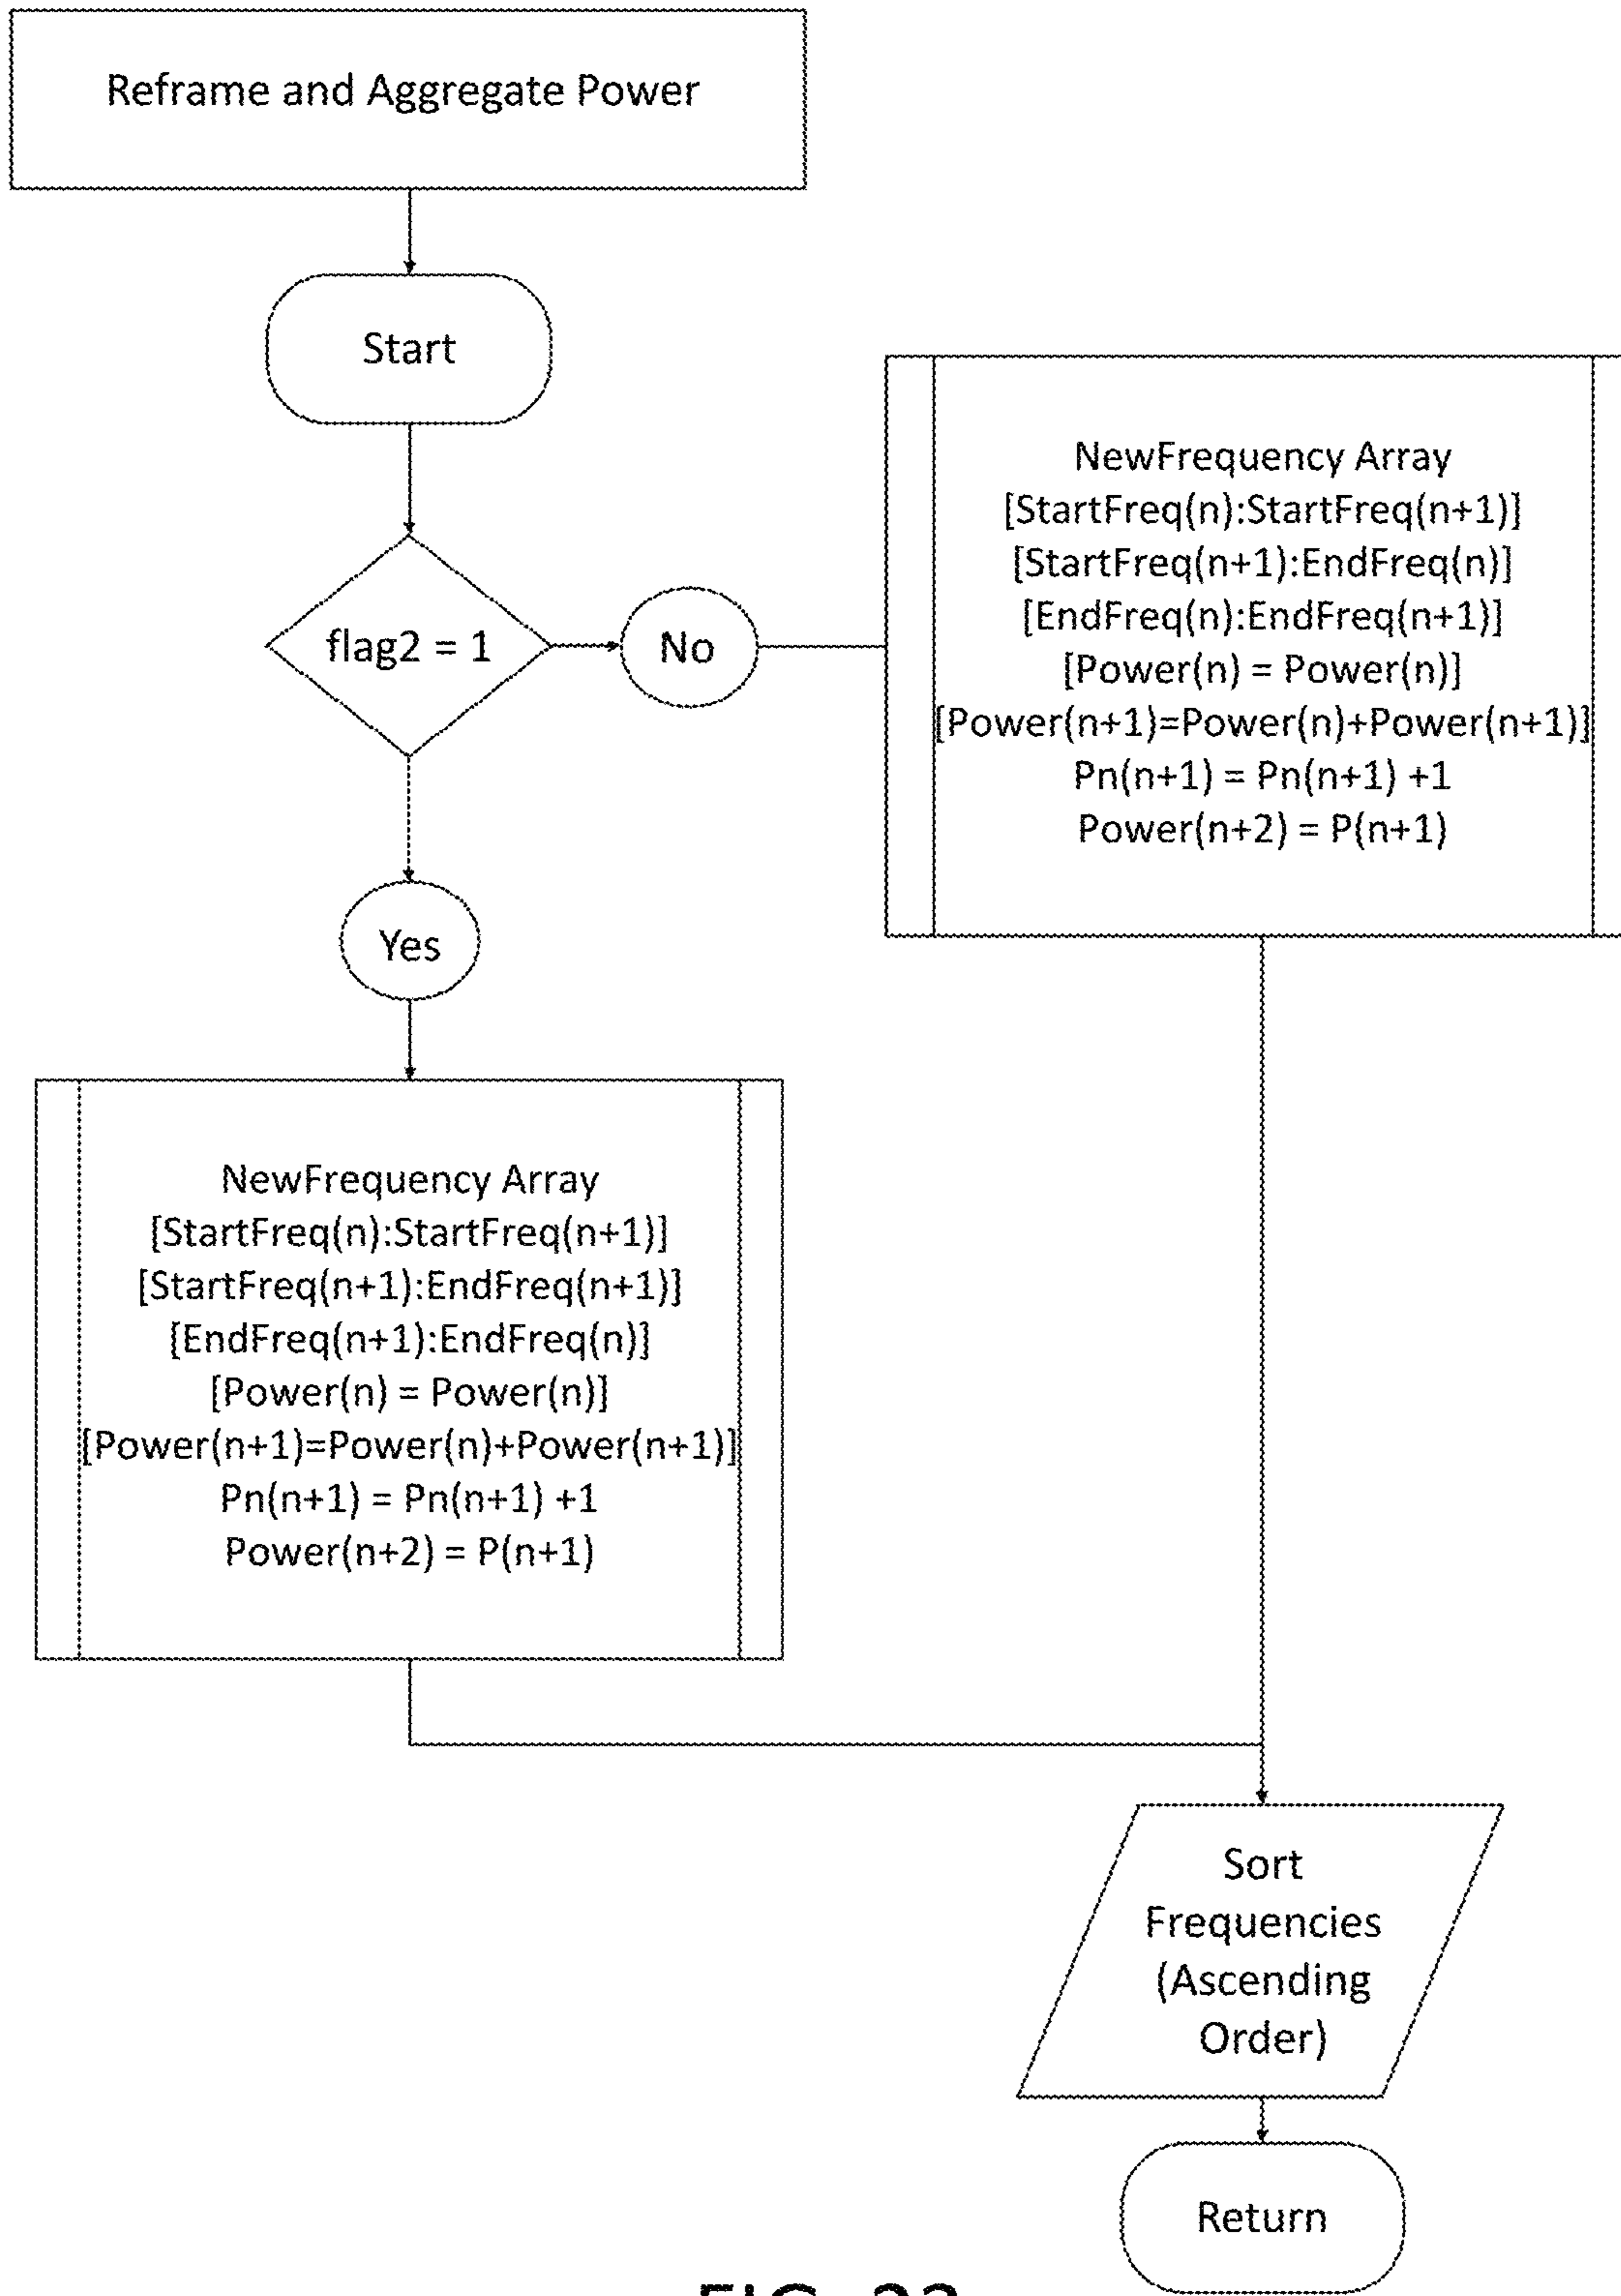 Reframe and Aggregate Power
Start
flag2 = 1
No
NewFrequency Array
[StartFreq(n):StartFreq(n+1)]
[StartFreq(n+1):EndFreq(n)]
[EndFreq(n):EndFreq(n+1)]
[Power(n) = Power(n)]
[Power(n+1)=Power(n)+Power(n+1)]
Pn(n+1) = Pn(n+1) +1
Power(n+2) = P(n+1)
Yes
NewFrequency Array
[StartFreq(n):StartFreq(n+1)]
[StartFreq(n+1):EndFreq(n+1)]
[EndFreq(n+1):EndFreq(n)]
[Power(n) = Power(n)]
[Power(n+1)=Power(n)+Power(n+1)]
Pn(n+1) = Pn(n+1) +1
Power(n+2) = P(n+1)
Sort
Frequencies
(Ascending
Order)
Return